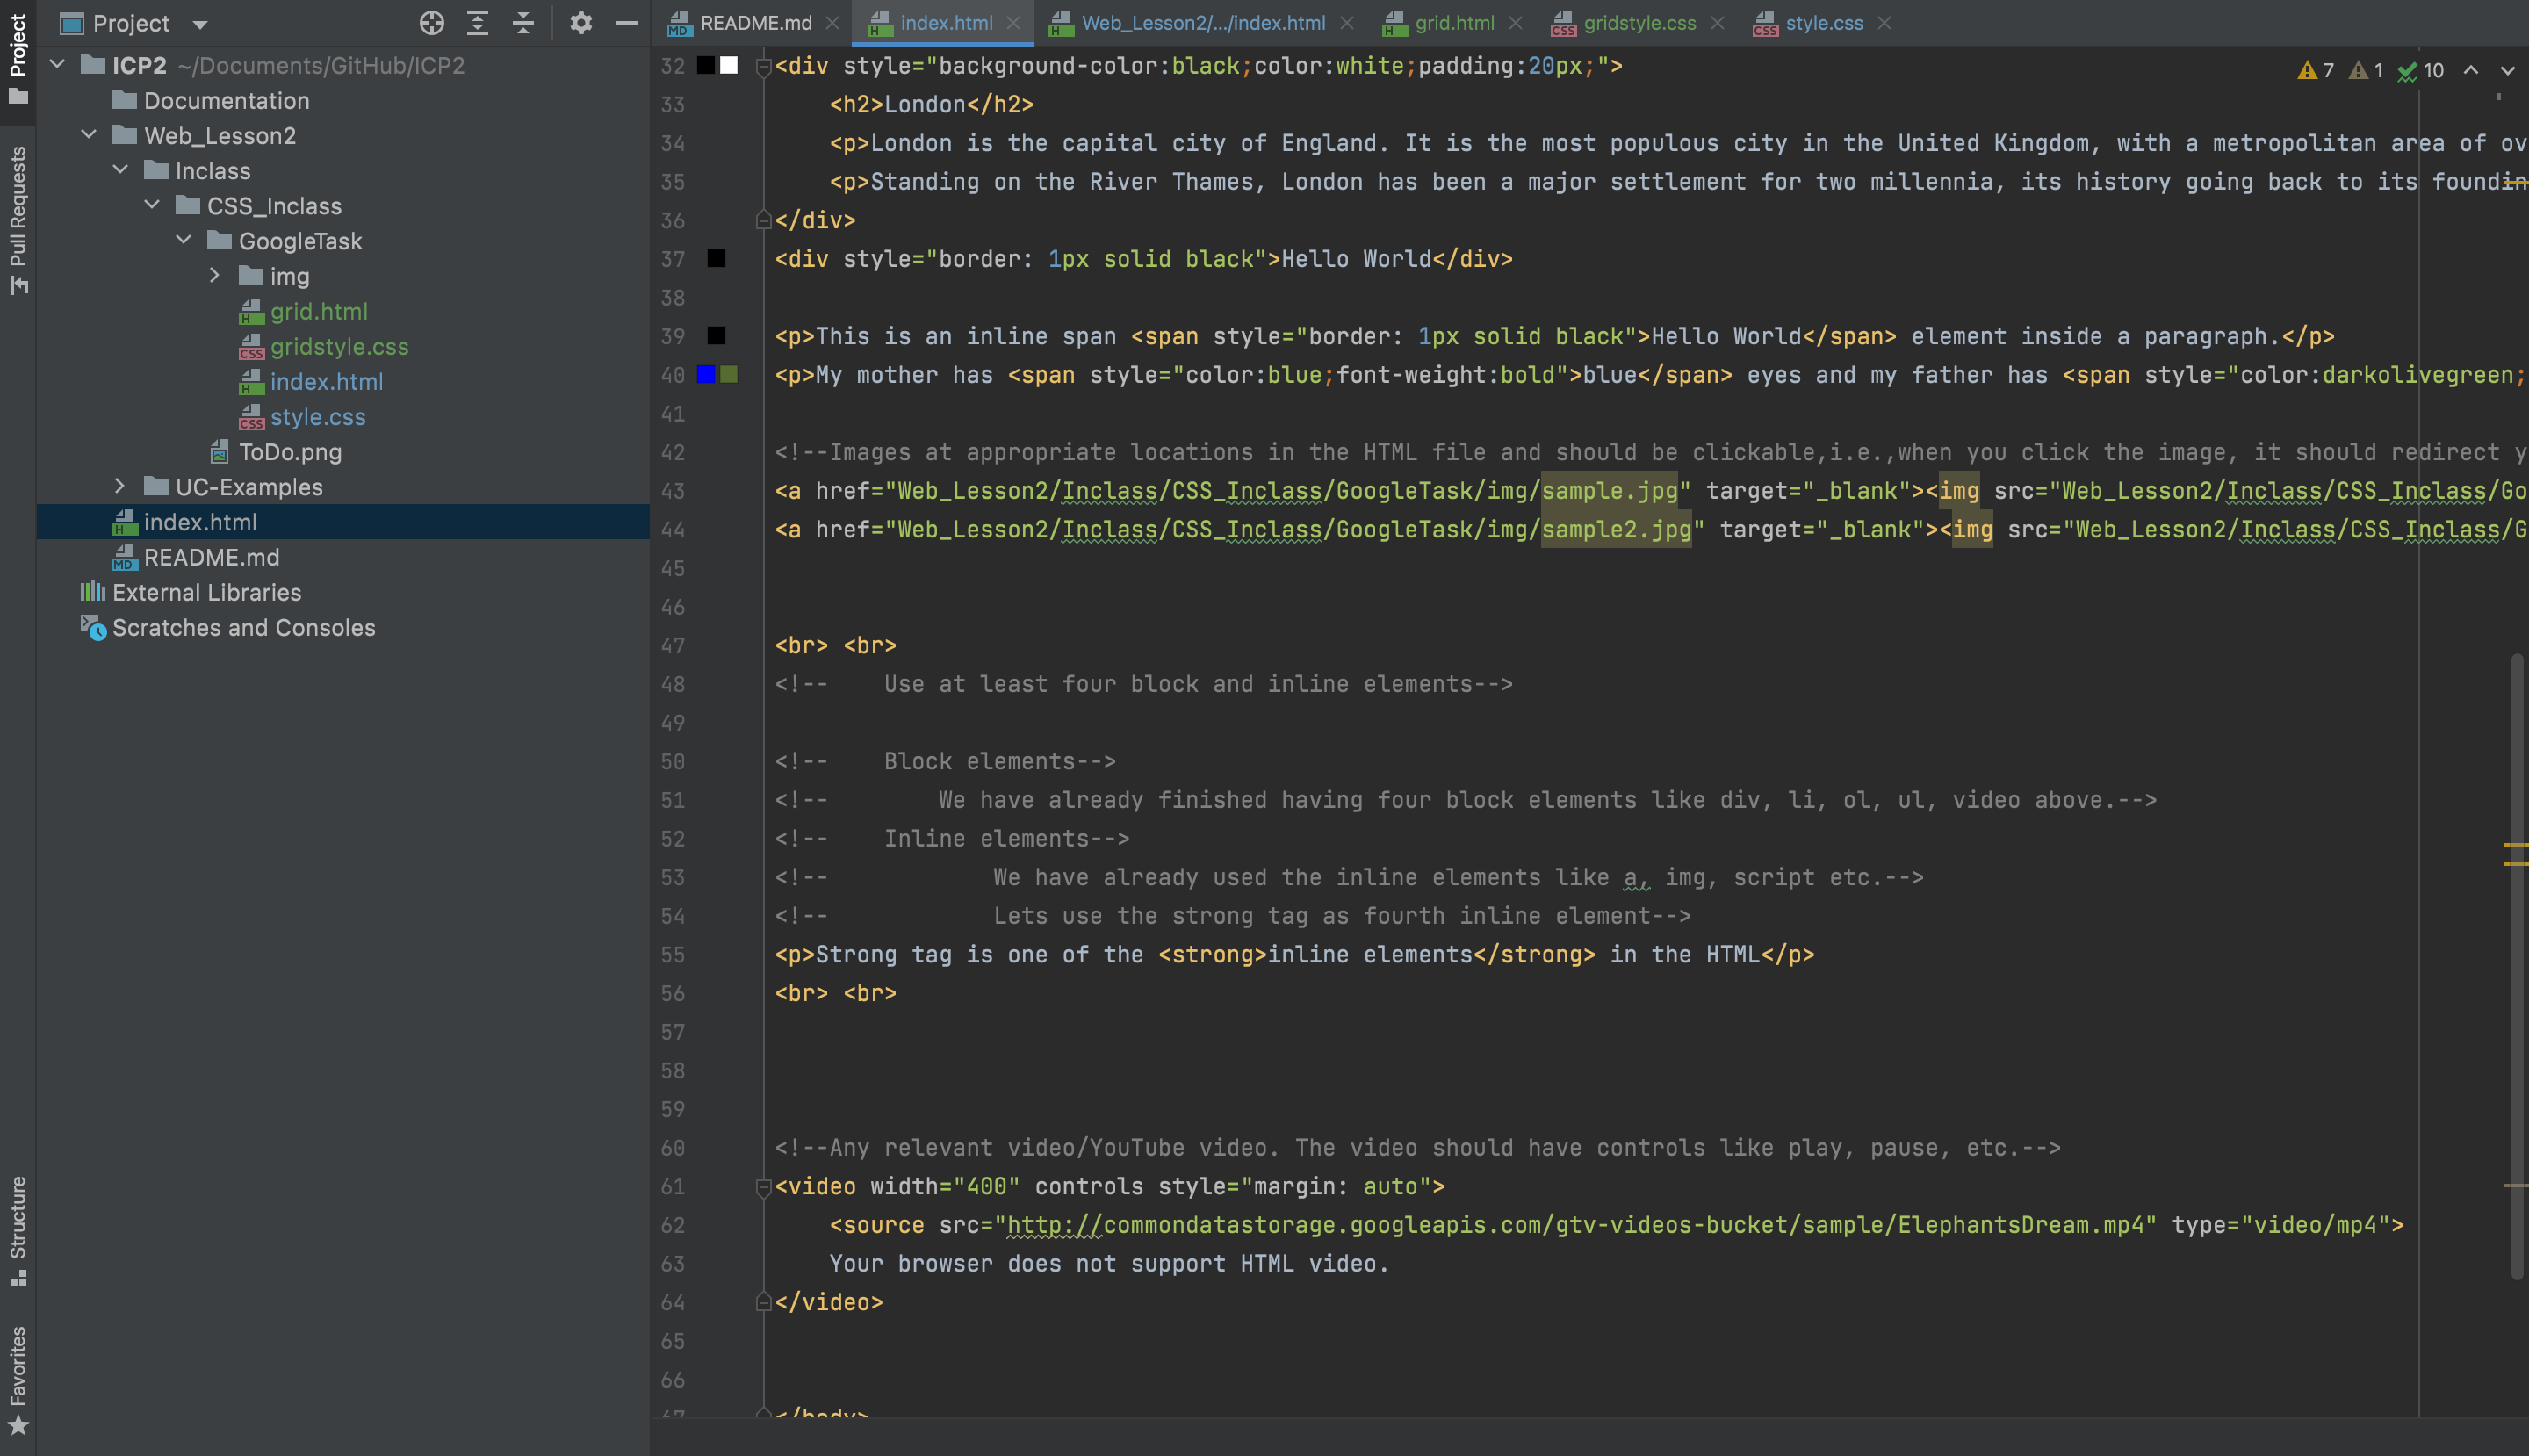 Project
README.md
index.html
Web_Lesson2/.../index.html
grid.html
gridstyle.css
style.css
Project
Pull Requests
Structure
Favorites
ICP2 ~/Documents/GitHub/ICP2
Documentation
Web_Lesson2
Inclass
CSS_Inclass
GoogleTask
img
grid.html
gridstyle.css
index.html
style.css
ToDo.png
UC-Examples
index.html
README.md
External Libraries
Scratches and Consoles
7 1 10
32 <div style="background-color:black;color:white;padding:20px;">
33 <h2>London</h2>
34 <p>London is the capital city of England. It is the most populous city in the United Kingdom, with a metropolitan area of ov
35 <p>Standing on the River Thames, London has been a major settlement for two millennia, its history going back to its foundin
36 </div>
37 <div style="border: 1px solid black">Hello World</div>
38
39 <p>This is an inline span <span style="border: 1px solid black">Hello World</span> element inside a paragraph.</p>
40 <p>My mother has <span style="color:blue;font-weight:bold">blue</span> eyes and my father has <span style="color:darkolivegreen;
41
42 <!--Images at appropriate locations in the HTML file and should be clickable,i.e.,when you click the image, it should redirect y
43 <a href="Web_Lesson2/Inclass/CSS_Inclass/GoogleTask/img/sample.jpg" target="_blank"><img src="Web_Lesson2/Inclass/CSS_Inclass/Go
44 <a href="Web_Lesson2/Inclass/CSS_Inclass/GoogleTask/img/sample2.jpg" target="_blank"><img src="Web_Lesson2/Inclass/CSS_Inclass/G
45
46
47 <br> <br>
48 <!-- Use at least four block and inline elements-->
49
50 <!-- Block elements-->
51 <!-- We have already finished having four block elements like div, li, ol, ul, video above.-->
52 <!-- Inline elements-->
53 <!-- We have already used the inline elements like a, img, script etc.-->
54 <!-- Lets use the strong tag as fourth inline element-->
55 <p>Strong tag is one of the <strong>inline elements</strong> in the HTML</p>
56 <br> <br>
57
58
59
60 <!--Any relevant video/YouTube video. The video should have controls like play, pause, etc.-->
61 <video width="400" controls style="margin: auto">
62 <source src="http://commondatastorage.googleapis.com/gtv-videos-bucket/sample/ElephantsDream.mp4" type="video/mp4">
63 Your browser does not support HTML video.
64 </video>
65
66
67 </body>